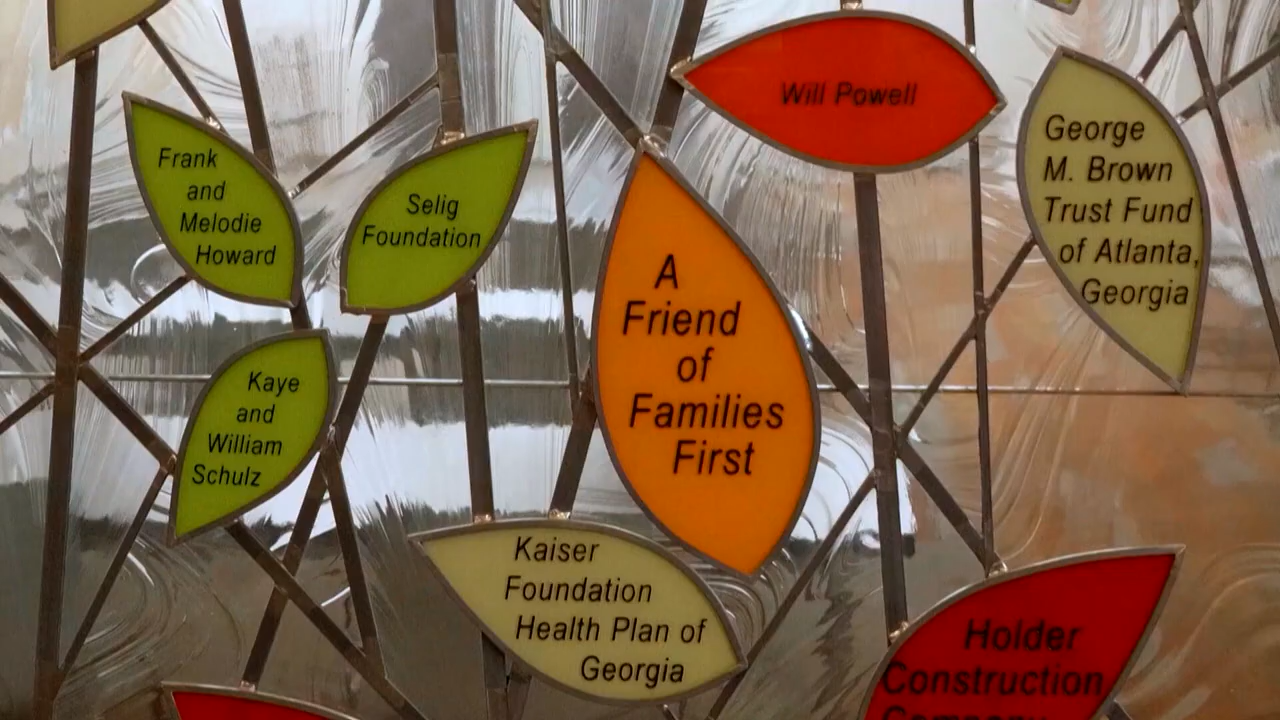 Will Powell
George
M. Brown
Trust Fund
of Atlanta,
Georgia
Frank
and
Melodie
Howard
Selig
Foundation
A
Friend
of
Families
First
Kaye
and
William
Schulz
Kaiser
Foundation
Health Plan of
Georgia
Holder
Construction